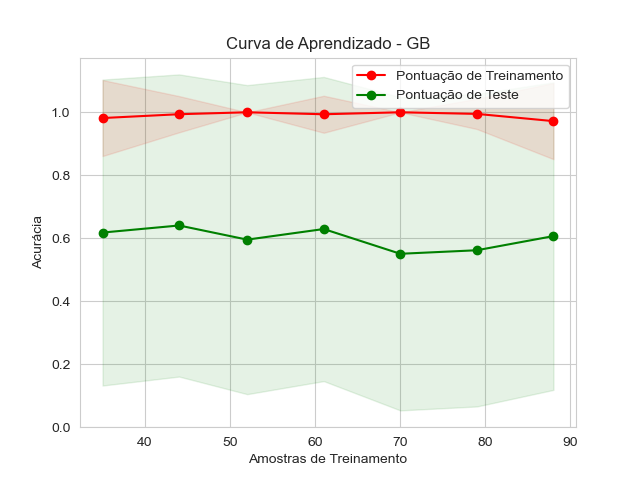 Curva de Aprendizado - GB
Pontuação de Treinamento
Pontuação de Teste
Acurácia
1.0
0.8
0.6
0.4
0.2
0.0
40 50 60 70 80 90
Amostras de Treinamento